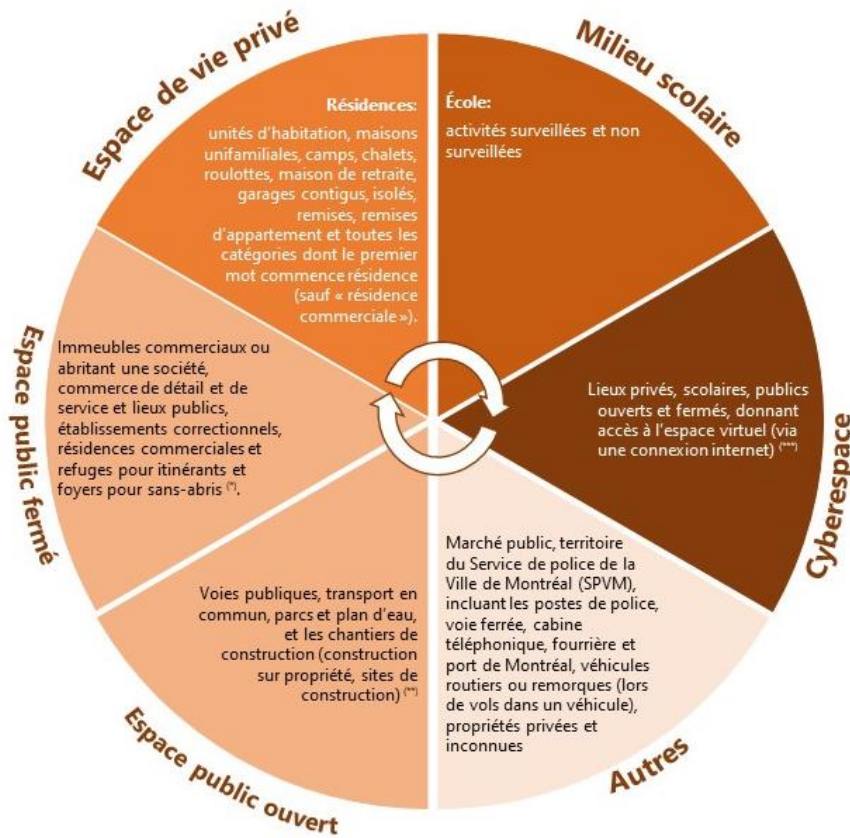 Espace de vie privé
Résidences:
unités d'habitation, maisons
unifamiliales, camps, chalets,
roulottes, maison de retraite,
garages contigus, isolés,
remises, remises
d'appartement et toutes les
catégories dont le premier
mot commence résidence
(sauf « résidence
commerciale »).
Milieu scolaire
École:
activités surveillées et non
surveillées
Cyberespace
Lieux privés, scolaires, publics
ouverts et fermés, donnant
accès à l'espace virtuel (via
une connexion internet) (***)
Autres
Marché public, territoire
du Service de police de la
Ville de Montréal (SPVM),
incluant les postes de police,
voie ferrée, cabine
téléphonique, fourrière et
port de Montréal, véhicules
routiers ou remorques (lors
de vols dans un véhicule),
propriétés privées et
inconnues
Espace public ouvert
Voies publiques, transport en
commun, parcs et plan d'eau,
et les chantiers de
construction (construction
sur propriété, sites de
construction) (**)
Espace public fermé
Immeubles commerciaux ou
abritant une société,
commerce de détail et de
service et lieux publics,
établissements correctionnels,
résidences commerciales et
refuges pour itinérants et
foyers pour sans-abris (*).